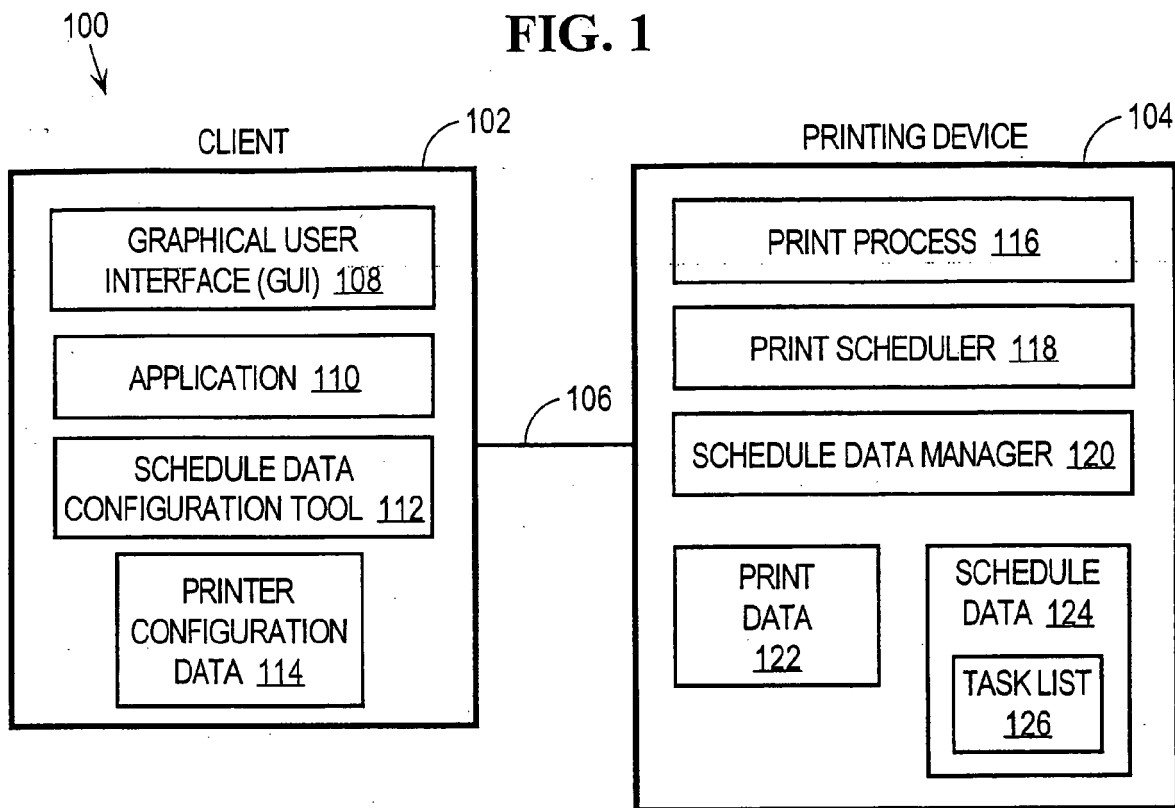 FIG. 1
100
CLIENT
102
GRAPHICAL USER
INTERFACE (GUI) 108
APPLICATION 110
SCHEDULE DATA
CONFIGURATION TOOL 112
PRINTER
CONFIGURATION
DATA 114
106
PRINTING DEVICE
104
PRINT PROCESS 116
PRINT SCHEDULER 118
SCHEDULE DATA MANAGER 120
PRINT
DATA
122
SCHEDULE
DATA 124
TASK LIST
126